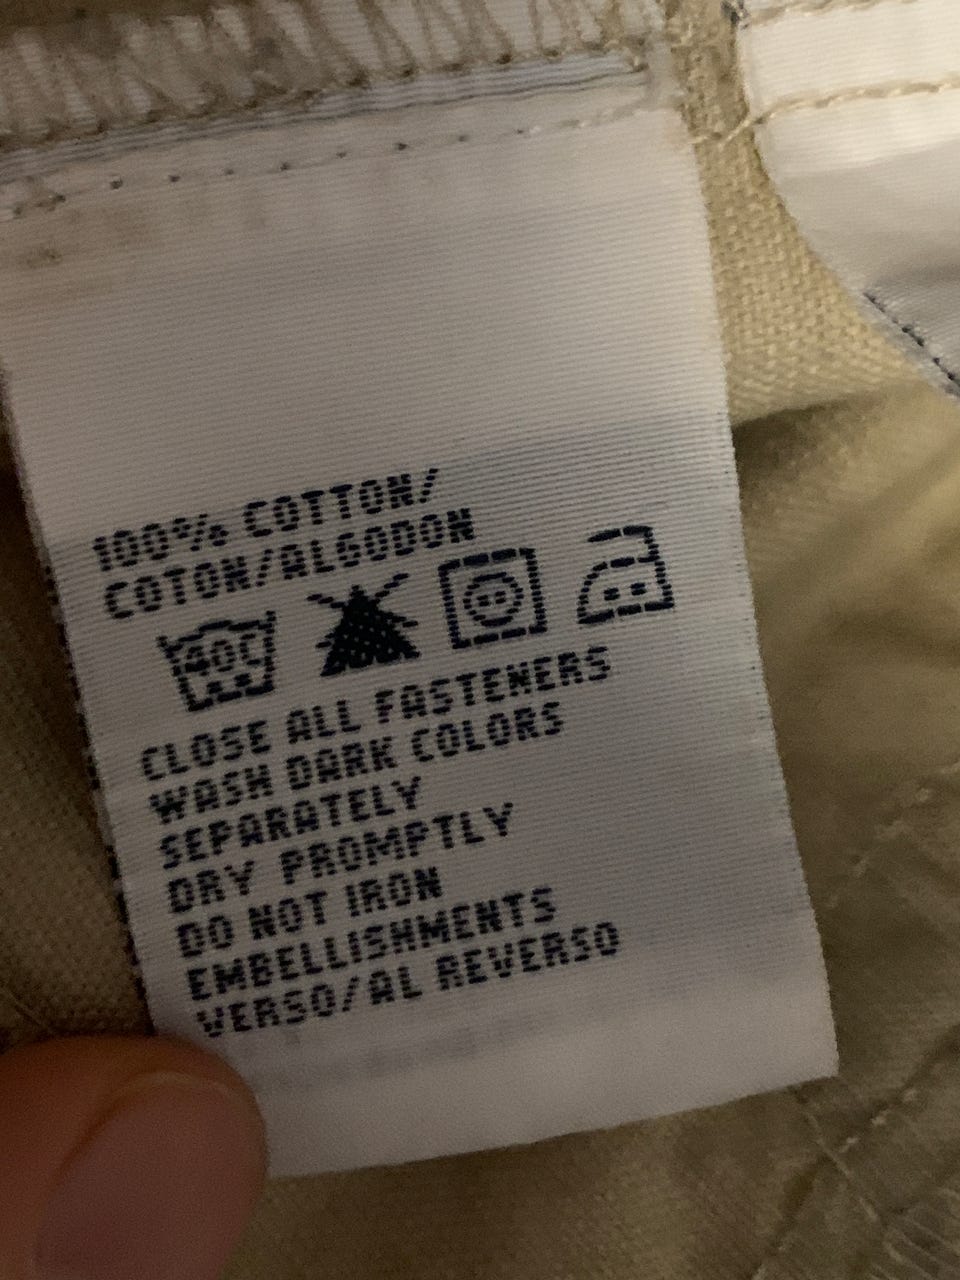 100% COTTON/
COTON/ALGODON
40C
CLOSE ALL FASTENERS
WASH DARK COLORS
SEPARATELY
DRY PROMPTLY
DO NOT IRON
EMBELLISHMENTS
VERSO/AL REVERSO